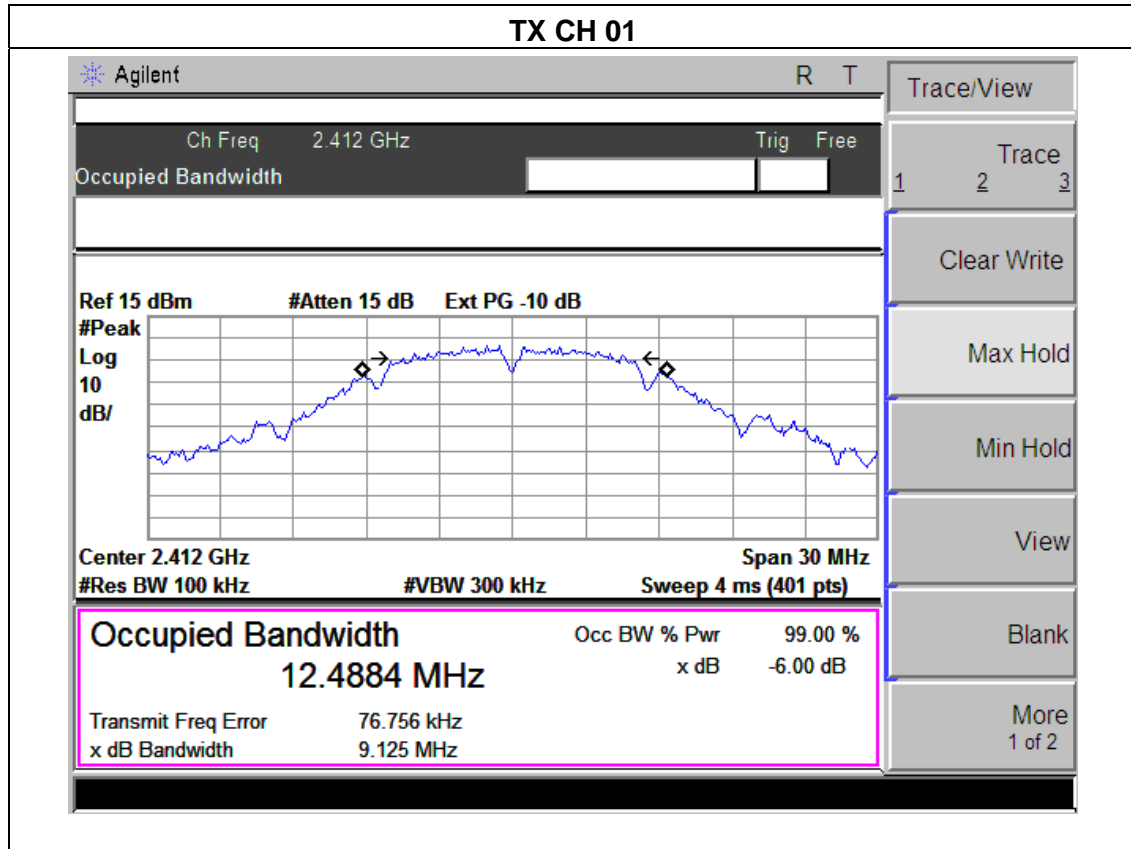 TX CH 01
Agilent R T
Trace/View
Ch Freq 2.412 GHz Trig Free
Occupied Bandwidth
Trace
1 2 3
Clear Write
Ref 15 dBm #Atten 15 dB Ext PG -10 dB
#Peak
Log
10
dB/
Max Hold
Min Hold
View
Center 2.412 GHz Span 30 MHz
#Res BW 100 kHz #VBW 300 kHz Sweep 4 ms (401 pts)
Occupied Bandwidth Occ BW % Pwr 99.00 %
12.4884 MHz x dB -6.00 dB
Blank
Transmit Freq Error 76.756 kHz
x dB Bandwidth 9.125 MHz
More
1 of 2